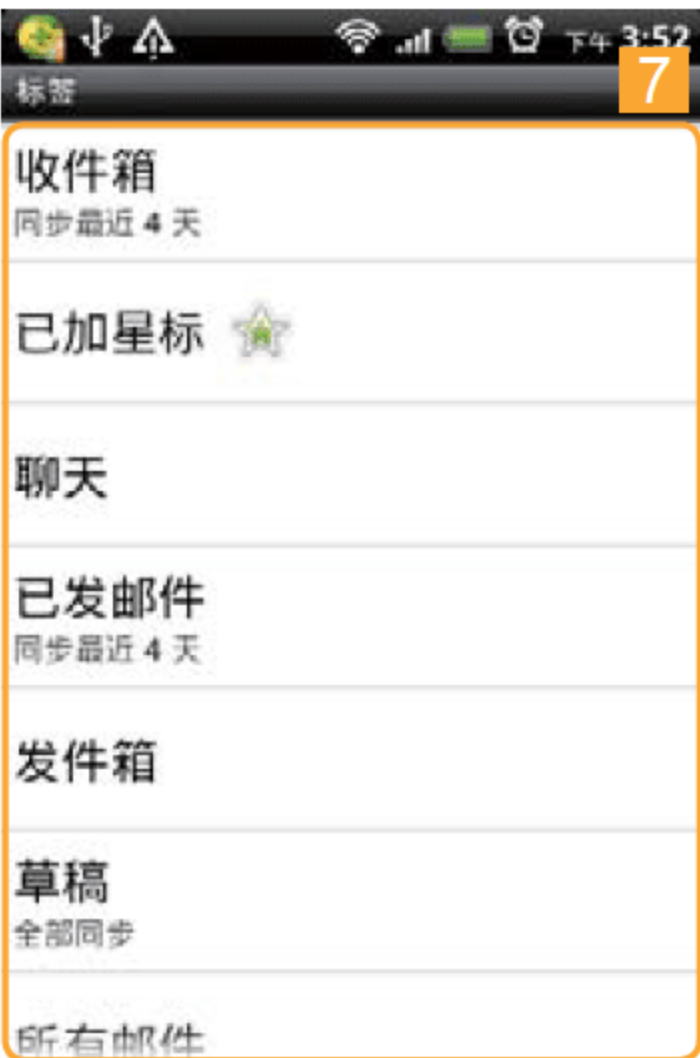 下午 3:52
标签
7
收件箱
同步最近 4 天
已加星标
聊天
已发邮件
同步最近 4 天
发件箱
草稿
全部同步
所有邮件